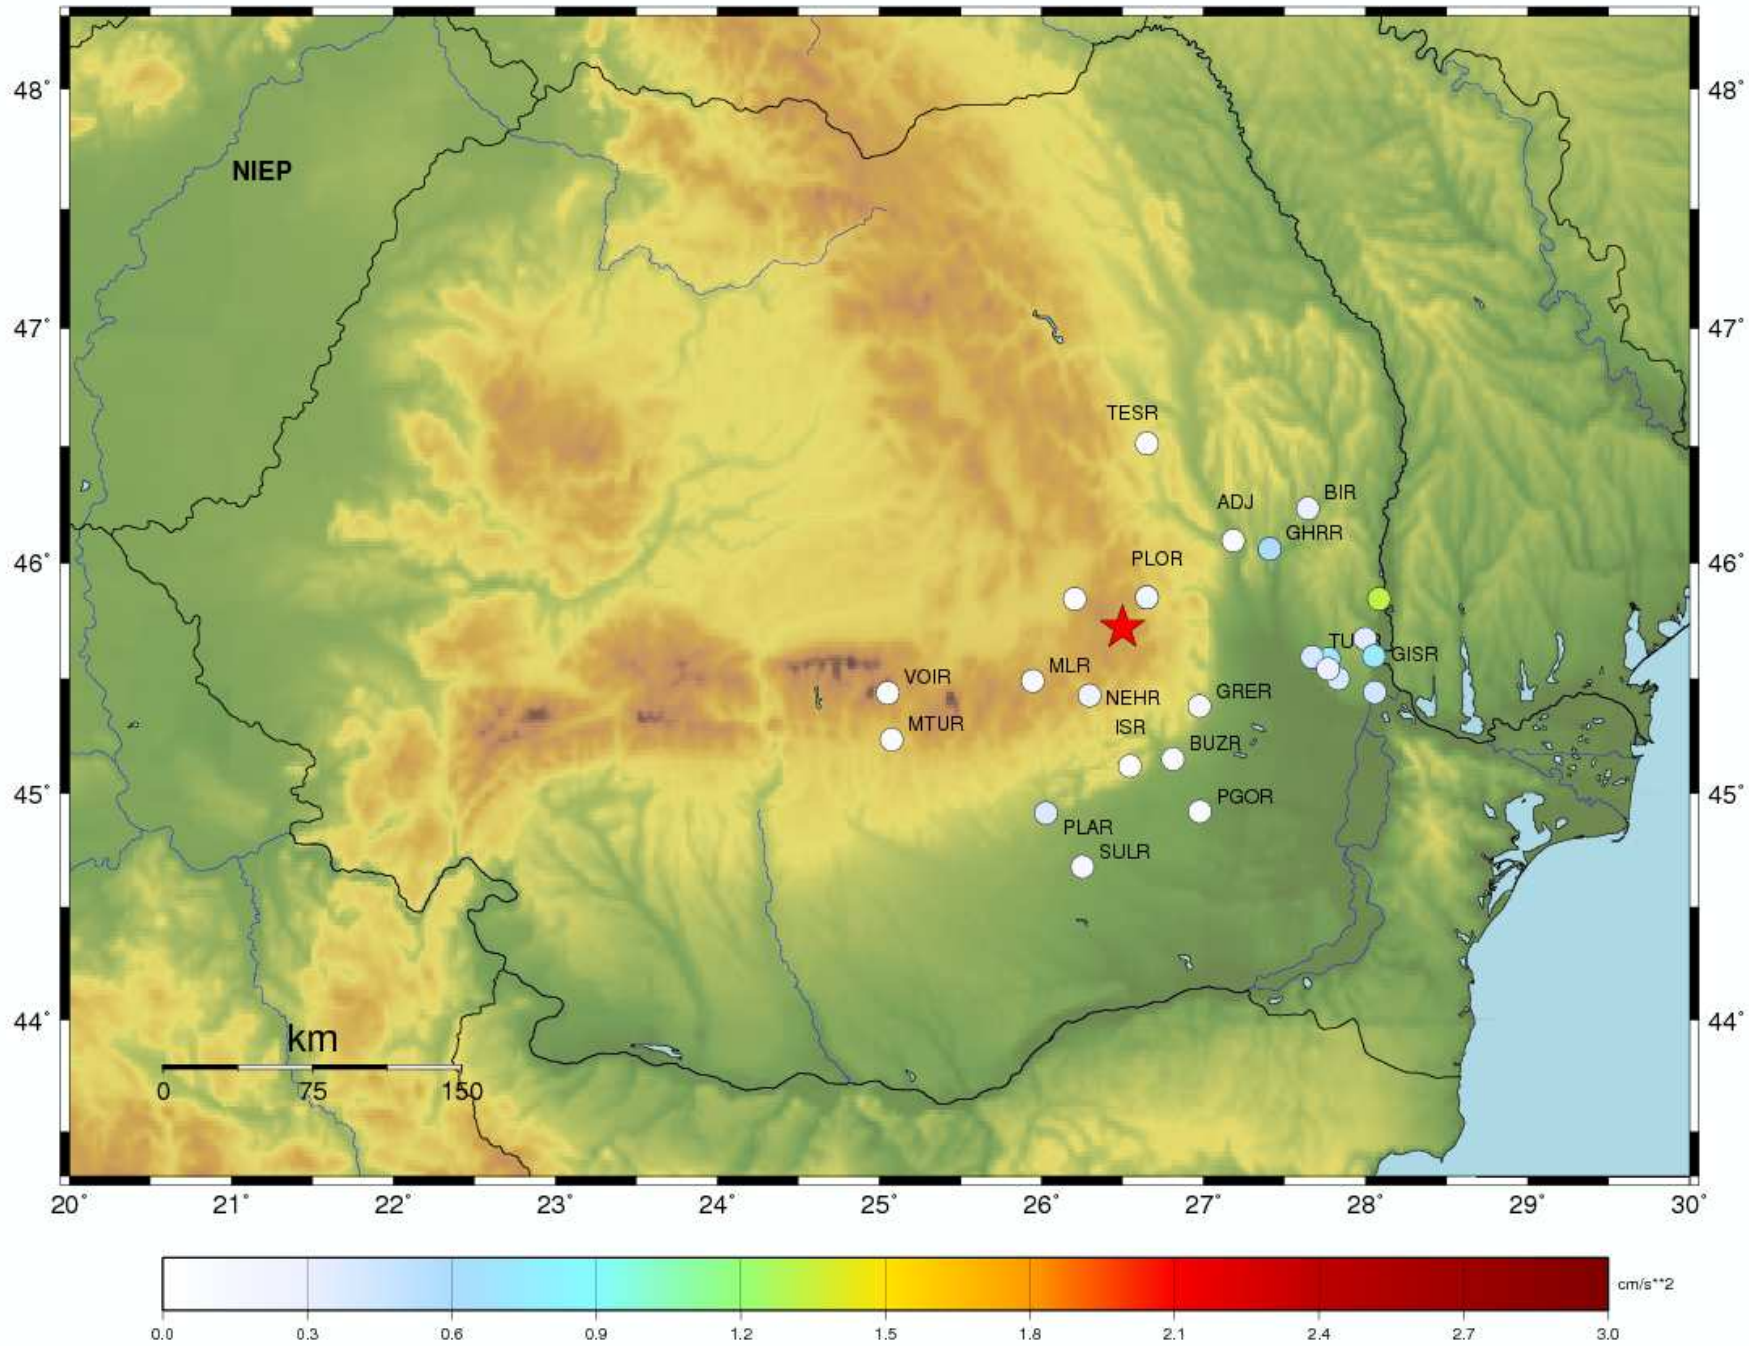 48˚ 48˚
NIEP
47˚ 47˚
TESR
BIR
ADJ
GHRR
PLOR
46˚ 46˚
GISR
MLR
VOIR
GRER
NEHR
MTUR
ISR
BUZR
45˚ 45˚
PGOR
PLAR
SULR
44˚ 44˚
km
0 75 150
20˚ 21˚ 22˚ 23˚ 24˚ 25˚ 26˚ 27˚ 28˚ 29˚ 30˚
cm/s**2
0.0 0.3 0.6 0.9 1.2 1.5 1.8 2.1 2.4 2.7 3.0